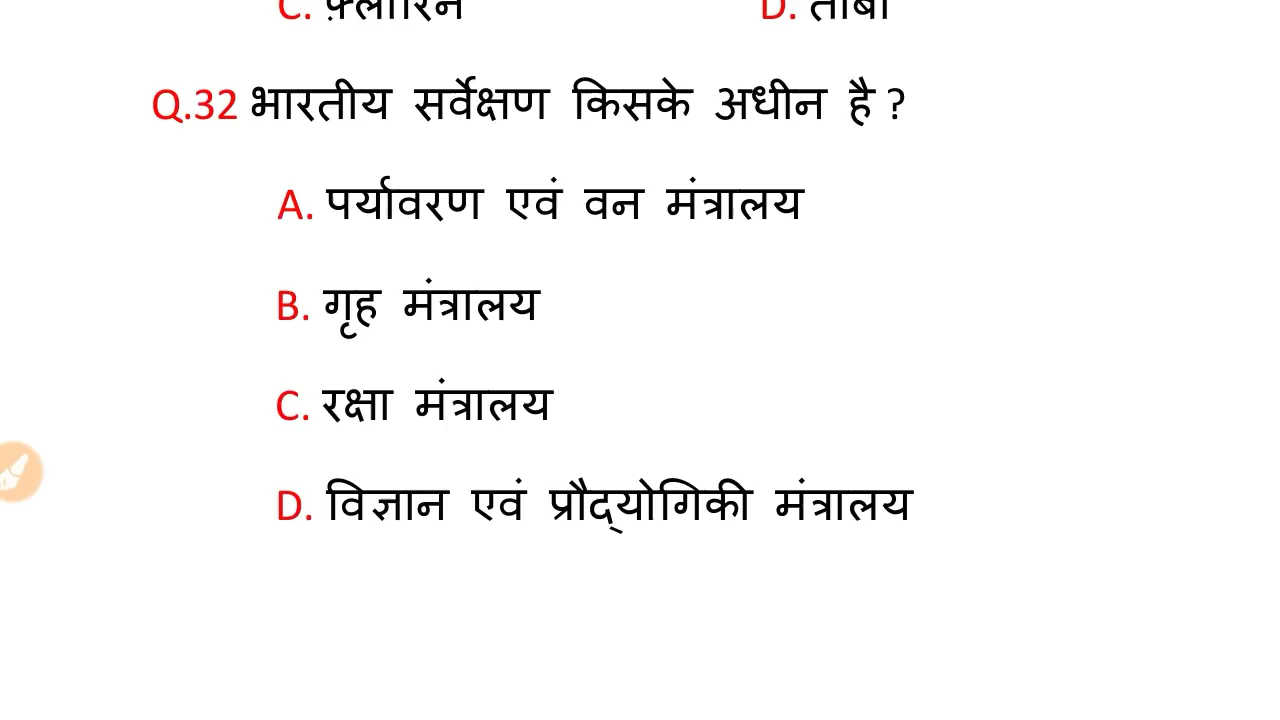 C. फ़्लोरिन D. तांबा
Q.32 भारतीय सर्वेक्षण किसके अधीन है ?
A. पर्यावरण एवं वन मंत्रालय
B. गृह मंत्रालय
C. रक्षा मंत्रालय
D. विज्ञान एवं प्रौद्योगिकी मंत्रालय